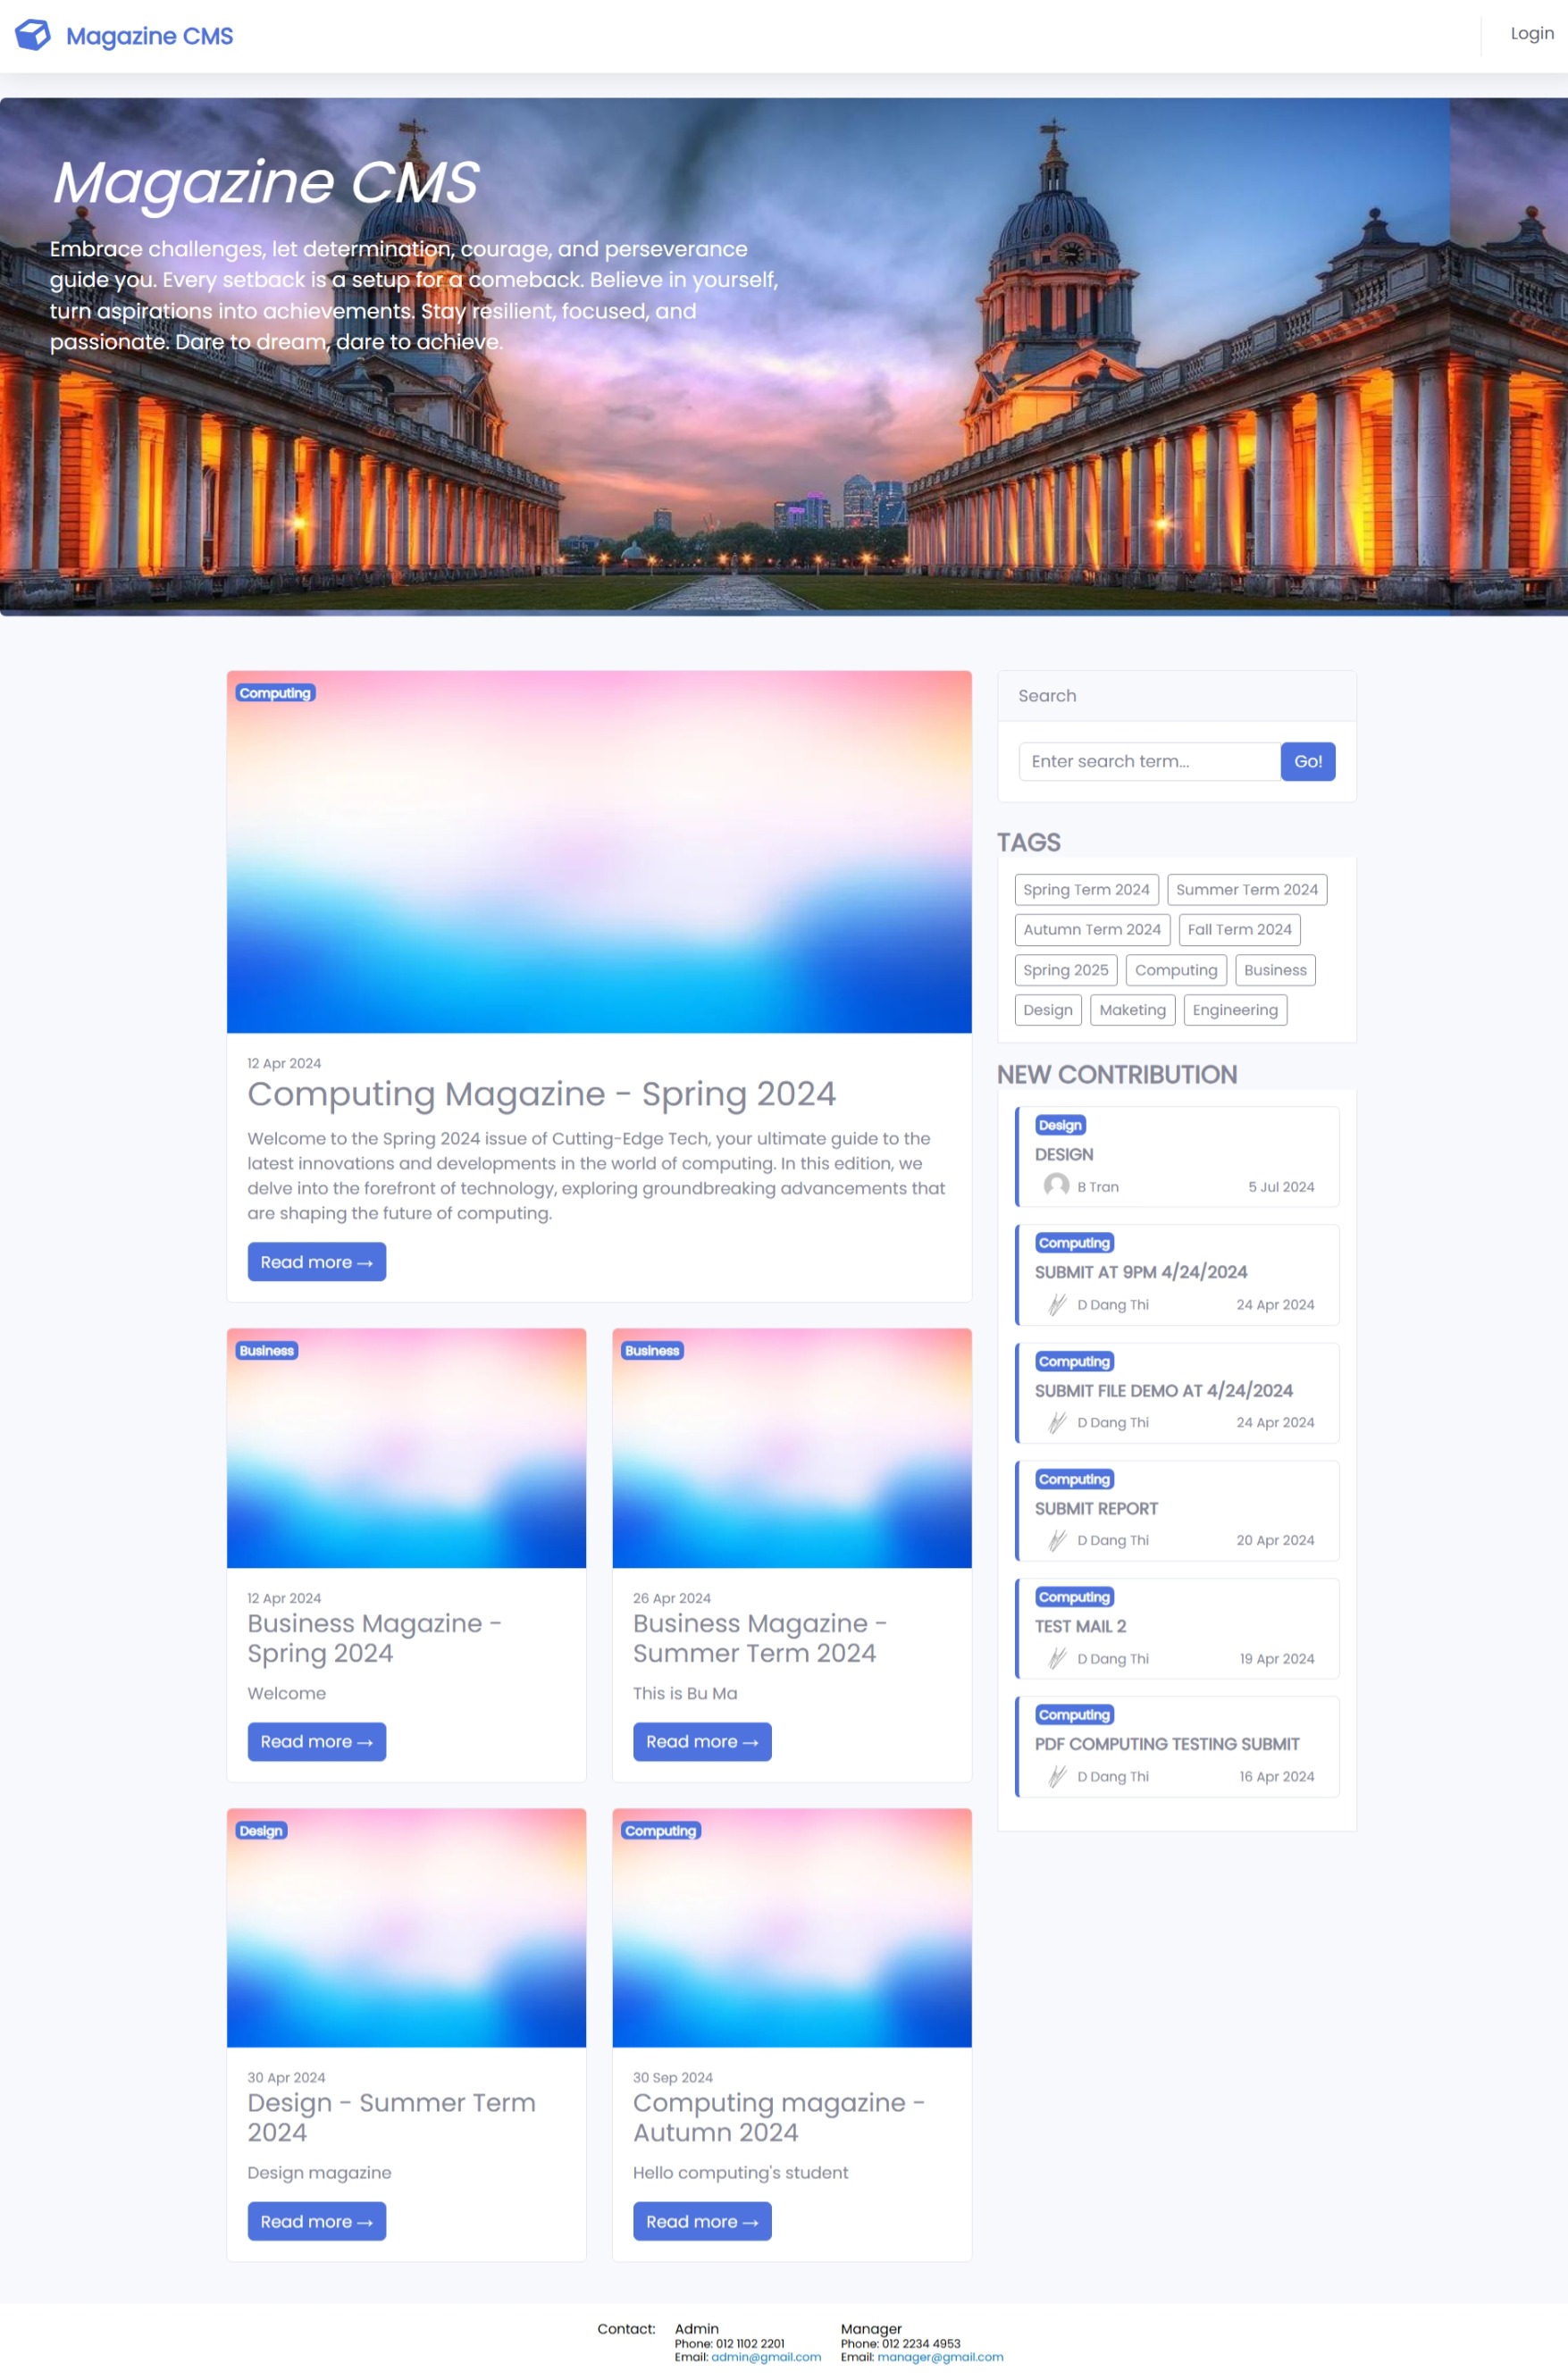 Magazine CMS
Login
Magazine CMS
Embrace challenges, let determination, courage, and perseverance
guide you. Every setback is a setup for a comeback. Believe in yourself,
turn aspirations into achievements. Stay resilient, focused, and
passionate. Dare to dream, dare to achieve.
Computing
12 Apr 2024
Computing Magazine - Spring 2024
Welcome to the Spring 2024 issue of Cutting-Edge Tech, your ultimate guide to the
latest innovations and developments in the world of computing. In this edition, we
delve into the forefront of technology, exploring groundbreaking advancements that
are shaping the future of computing.
Read more →
Business
12 Apr 2024
Business Magazine -
Spring 2024
Welcome
Read more →
Business
26 Apr 2024
Business Magazine -
Summer Term 2024
This is Bu Ma
Read more →
Design
30 Apr 2024
Design - Summer Term
2024
Design magazine
Read more →
Computing
30 Sep 2024
Computing magazine -
Autumn 2024
Hello computing's student
Read more →
Search
Enter search term...
Go!
TAGS
Spring Term 2024
Summer Term 2024
Autumn Term 2024
Fall Term 2024
Spring 2025
Computing
Business
Design
Maketing
Engineering
NEW CONTRIBUTION
Design
DESIGN
B Tran
5 Jul 2024
Computing
SUBMIT AT 9PM 4/24/2024
D Dang Thi
24 Apr 2024
Computing
SUBMIT FILE DEMO AT 4/24/2024
D Dang Thi
24 Apr 2024
Computing
SUBMIT REPORT
D Dang Thi
20 Apr 2024
Computing
TEST MAIL 2
D Dang Thi
19 Apr 2024
Computing
PDF COMPUTING TESTING SUBMIT
D Dang Thi
16 Apr 2024
Contact:
Admin
Phone: 012 1102 2201
Email: admin@gmail.com
Manager
Phone: 012 2234 4953
Email: manager@gmail.com